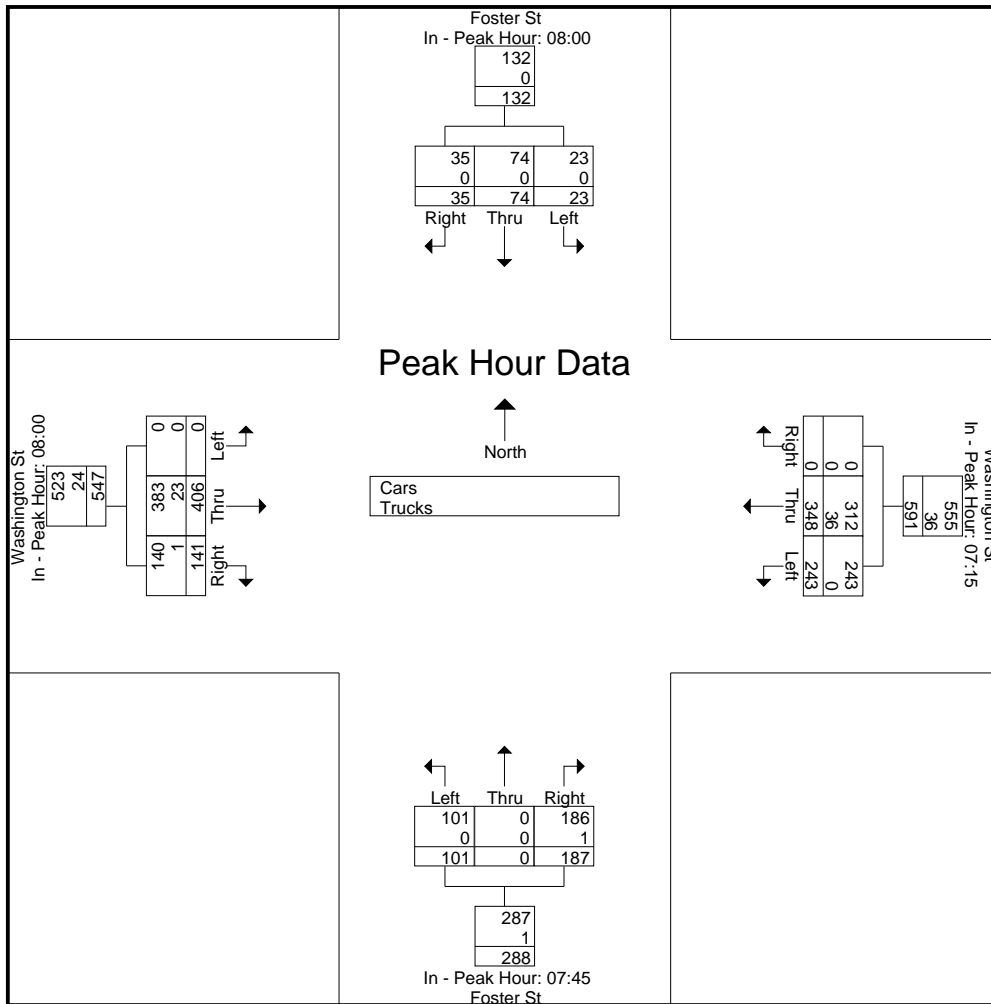 Foster St
In - Peak Hour: 08:00
132
0
132
35 74 23
0 0 0
35 74 23
Right Thru Left
Peak Hour Data
North
Cars
Trucks
Washington St
In - Peak Hour: 08:00
523
24
547
0 383 140
0 23 1
0 406 141
Left Thru Right
Washington St
In - Peak Hour: 07:15
555
36
591
0 312 243
0 36 0
0 348 243
Right Thru Left
Left Thru Right
101 0 186
0 0 1
101 0 187
287
1
288
In - Peak Hour: 07:45
Foster St